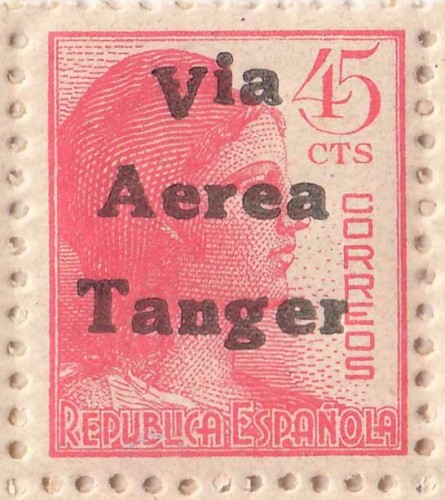 Via
45
CTS
Aerea
CORREOS
Tanger
REPUBLICA ESPAÑOLA